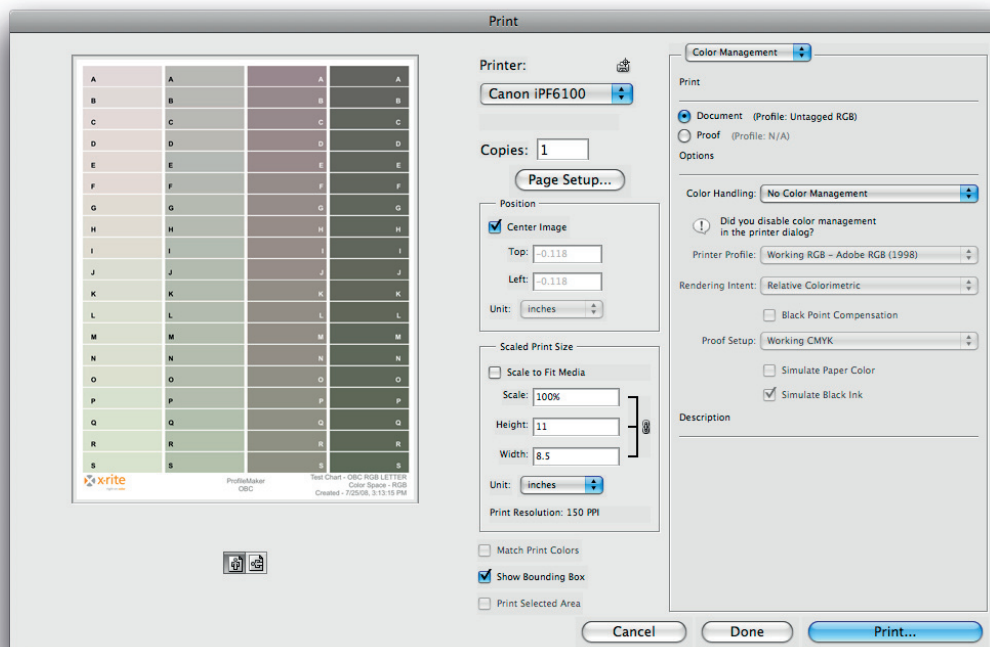 Print
A A A A
B B B B
C C C C
D D D D
E E E E
F F F F
G G G G
H H H H
I I I I
J J J J
K K K K
L L L L
M M M M
N N N N
O O O O
P P P P
Q Q Q Q
R R R R
S S S S
x·rite
ProfileMaker
OBC
Test Chart - OBC RGB LETTER
Color Space - RGB
Created - 7/25/08, 3:13:15 PM
Printer:
Canon iPF6100
Copies: 1
Page Setup...
Position
Center Image
Top: -0.118
Left: -0.118
Unit: inches
Scaled Print Size
Scale to Fit Media
Scale: 100%
Height: 11
Width: 8.5
Unit: inches
Print Resolution: 150 PPI
Match Print Colors
Show Bounding Box
Print Selected Area
Color Management
Print
Document (Profile: Untagged RGB)
Proof (Profile: N/A)
Options
Color Handling: No Color Management
Did you disable color management
in the printer dialog?
Printer Profile: Working RGB - Adobe RGB (1998)
Rendering Intent: Relative Colorimetric
Black Point Compensation
Proof Setup: Working CMYK
Simulate Paper Color
Simulate Black Ink
Description
Cancel
Done
Print...